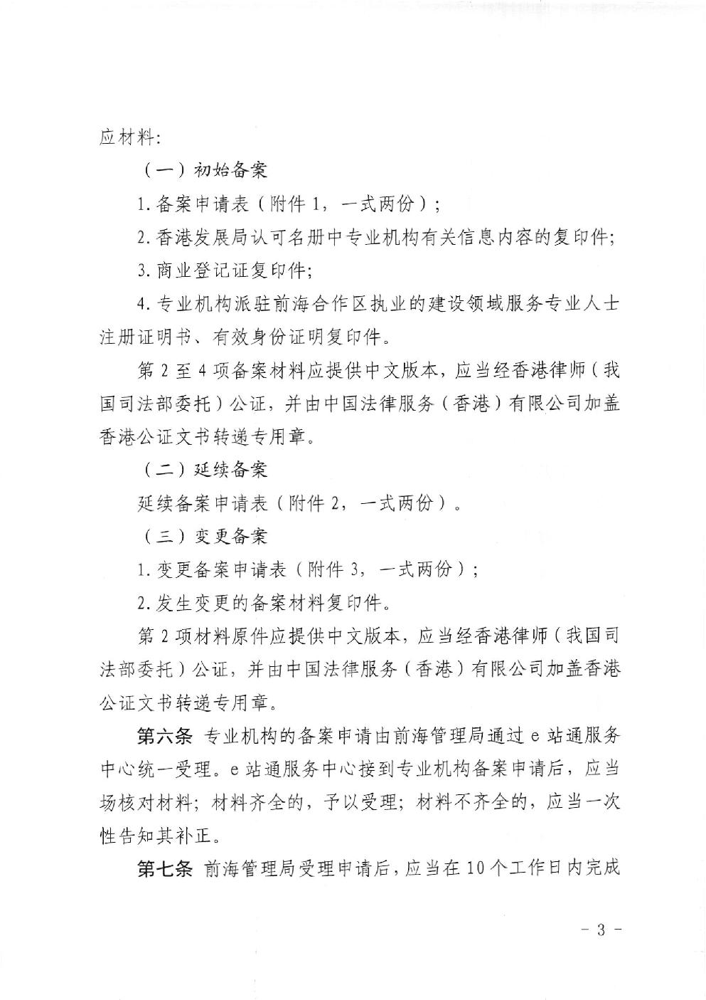 应材料:
（一）初始备案
1.备案申请表（附件1，一式两份）;
2.香港发展局认可名册中专业机构有关信息内容的复印件;
3.商业登记证复印件;
4.专业机构派驻前海合作区执业的建设领域服务专业人士
注册证明书、有效身份证明复印件。
第2至4项备案材料应提供中文版本，应当经香港律师（我
国司法部委托）公证，并由中国法律服务（香港）有限公司加盖
香港公证文书转递专用章。
（二）延续备案
延续备案申请表（附件2，一式两份）。
（三）变更备案
1.变更备案申请表（附件3，一式两份）;
2.发生变更的备案材料复印件。
第2项材料原件应提供中文版本，应当经香港律师（我国司
法部委托）公证，并由中国法律服务（香港）有限公司加盖香港
公证文书转递专用章。
第六条 专业机构的备案申请由前海管理局通过e站通服务
中心统一受理。e站通服务中心接到专业机构备案申请后，应当
场核对材料；材料齐全的，予以受理；材料不齐全的，应当一次
性告知其补正。
第七条 前海管理局受理申请后，应当在10个工作日内完成
- 3 -